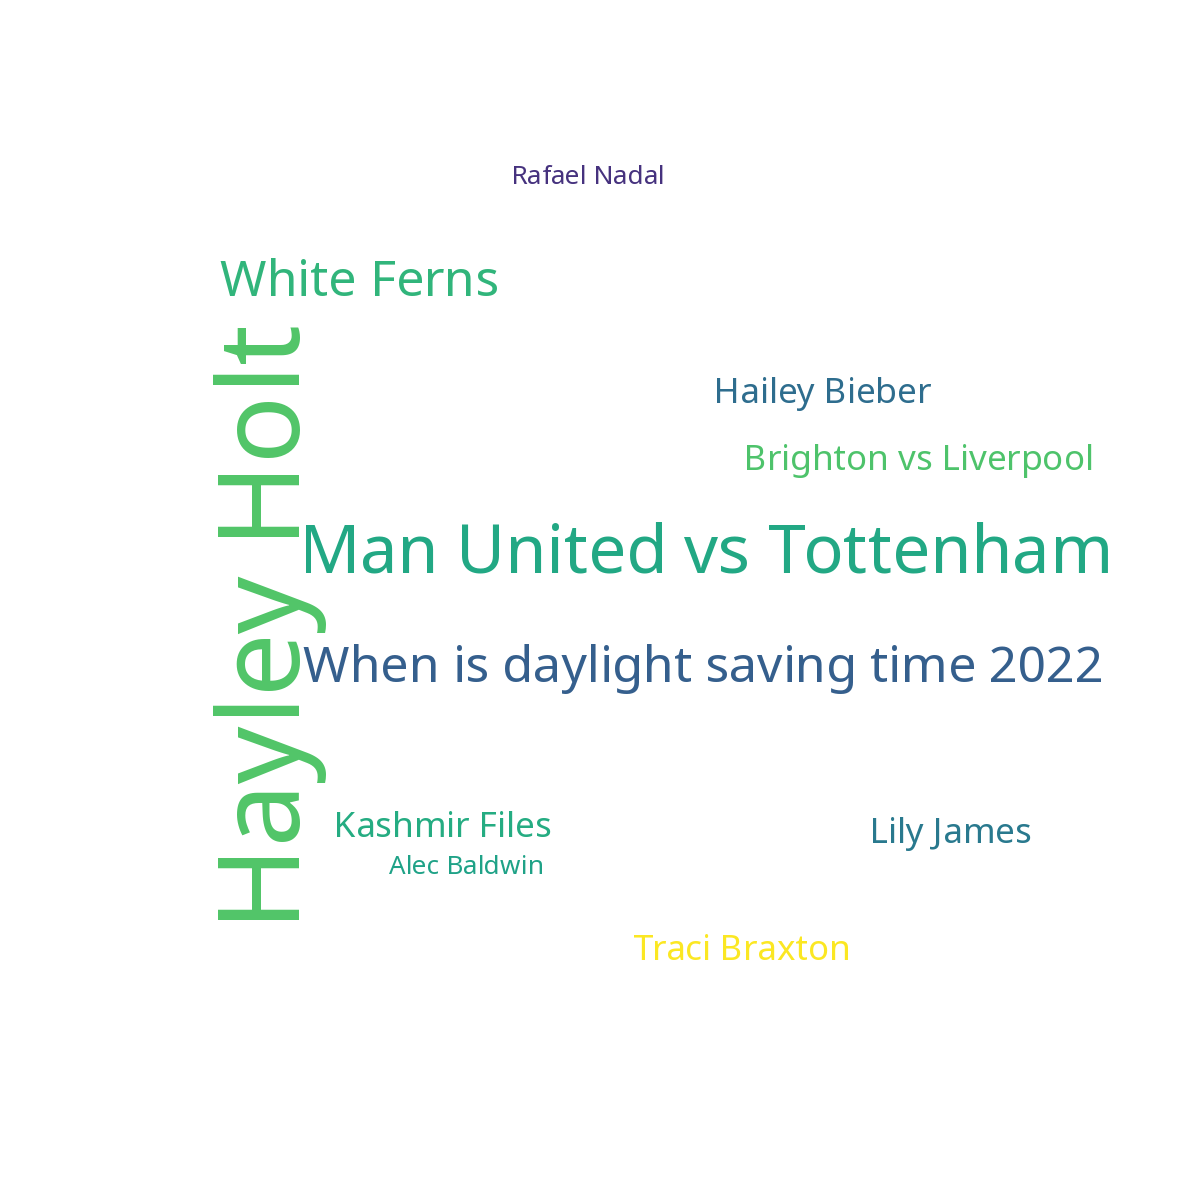 Rafael Nadal
White Ferns
Hayley Holt
Hailey Bieber
Brighton vs Liverpool
Man United vs Tottenham
When is daylight saving time 2022
Kashmir Files
Lily James
Alec Baldwin
Traci Braxton